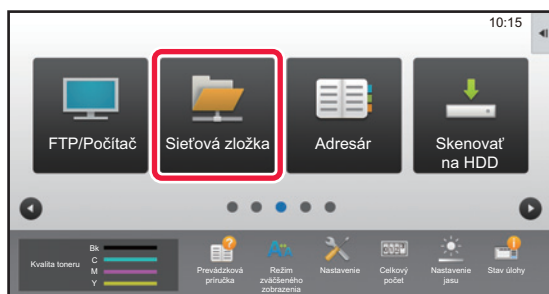 10:15
FTP/Počítač
Sieťová zložka
Adresár
Skenovať
na HDD
Kvalita toneru
Bk
C
M
Y
Prevádzková
príručka
Režim
zväčšeného
zobrazenia
Nastavenie
Celkový
počet
Nastavenie
jasu
Stav úlohy